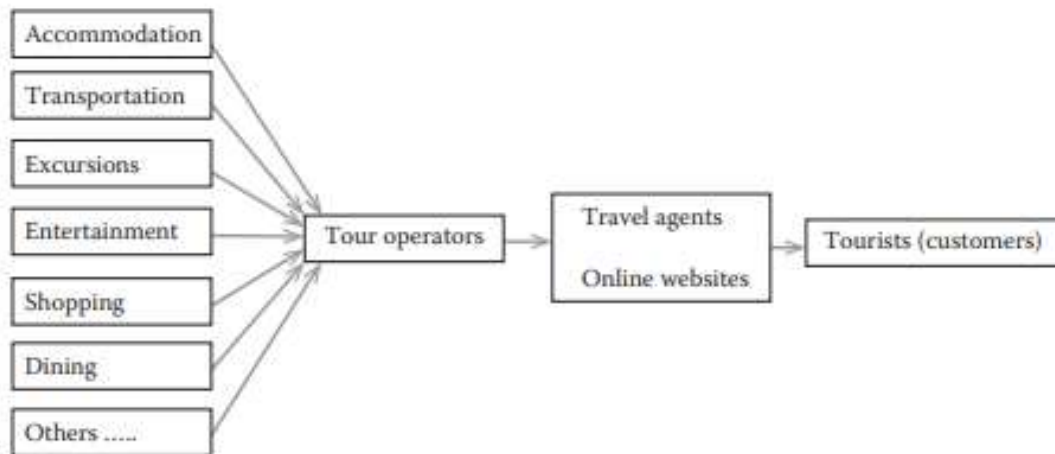 Accommodation
Transportation
Excursions
Entertainment
Shopping
Dining
Others .....
Tour operators
Travel agents
Online websites
Tourists (customers)